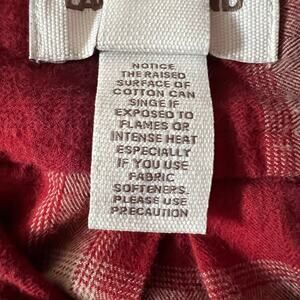 NOTICE
THE RAISED
SURFACE OF
COTTON CAN
SINGE IF
EXPOSED TO
FLAMES OR
INTENSE HEAT
ESPECIALLY
IF YOU USE
FABRIC
SOFTENERS.
PLEASE USE
PRECAUTION